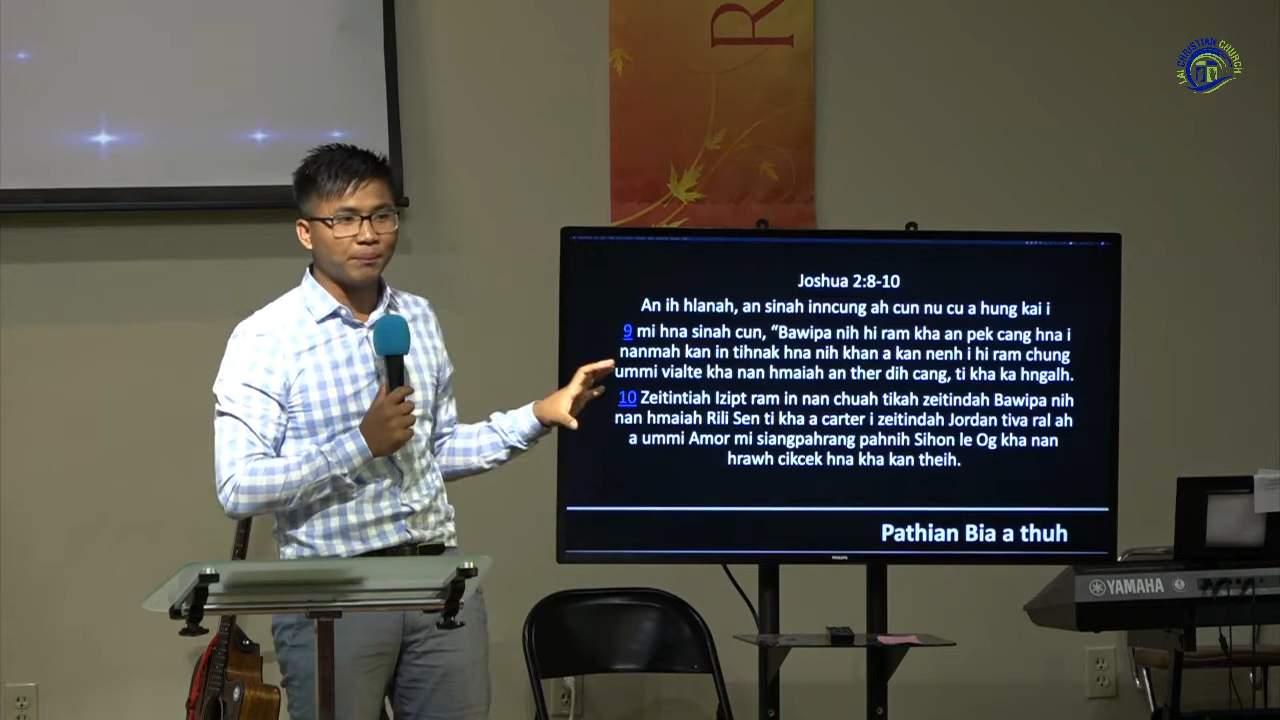 R
LAI CHRISTIAN CHURCH
Joshua 2:8-10
An ih hlanah, an sinah inncung ah cun nu cu a hung kai i
9 mi hna sinah cun, “Bawipa nih hi ram kha an pek cang hna i
nanmah kan in tihnak hna nih khan a kan nenh i hi ram chung
ummi vialte kha nan hmaiah an ther dih cang, ti kha ka hngalh.
10 Zeitintiah Izipt ram in nan chuah tikah zeitindah Bawipa nih
nan hmaiah Rili Sen ti kha a carter i zeitindah Jordan tiva ral ah
a ummi Amor mi siangpahrang pahnih Sihon le Og kha nan
hrawh cikcek hna kha kan theih.
Pathian Bia a thuh
PHILIPS
YAMAHA